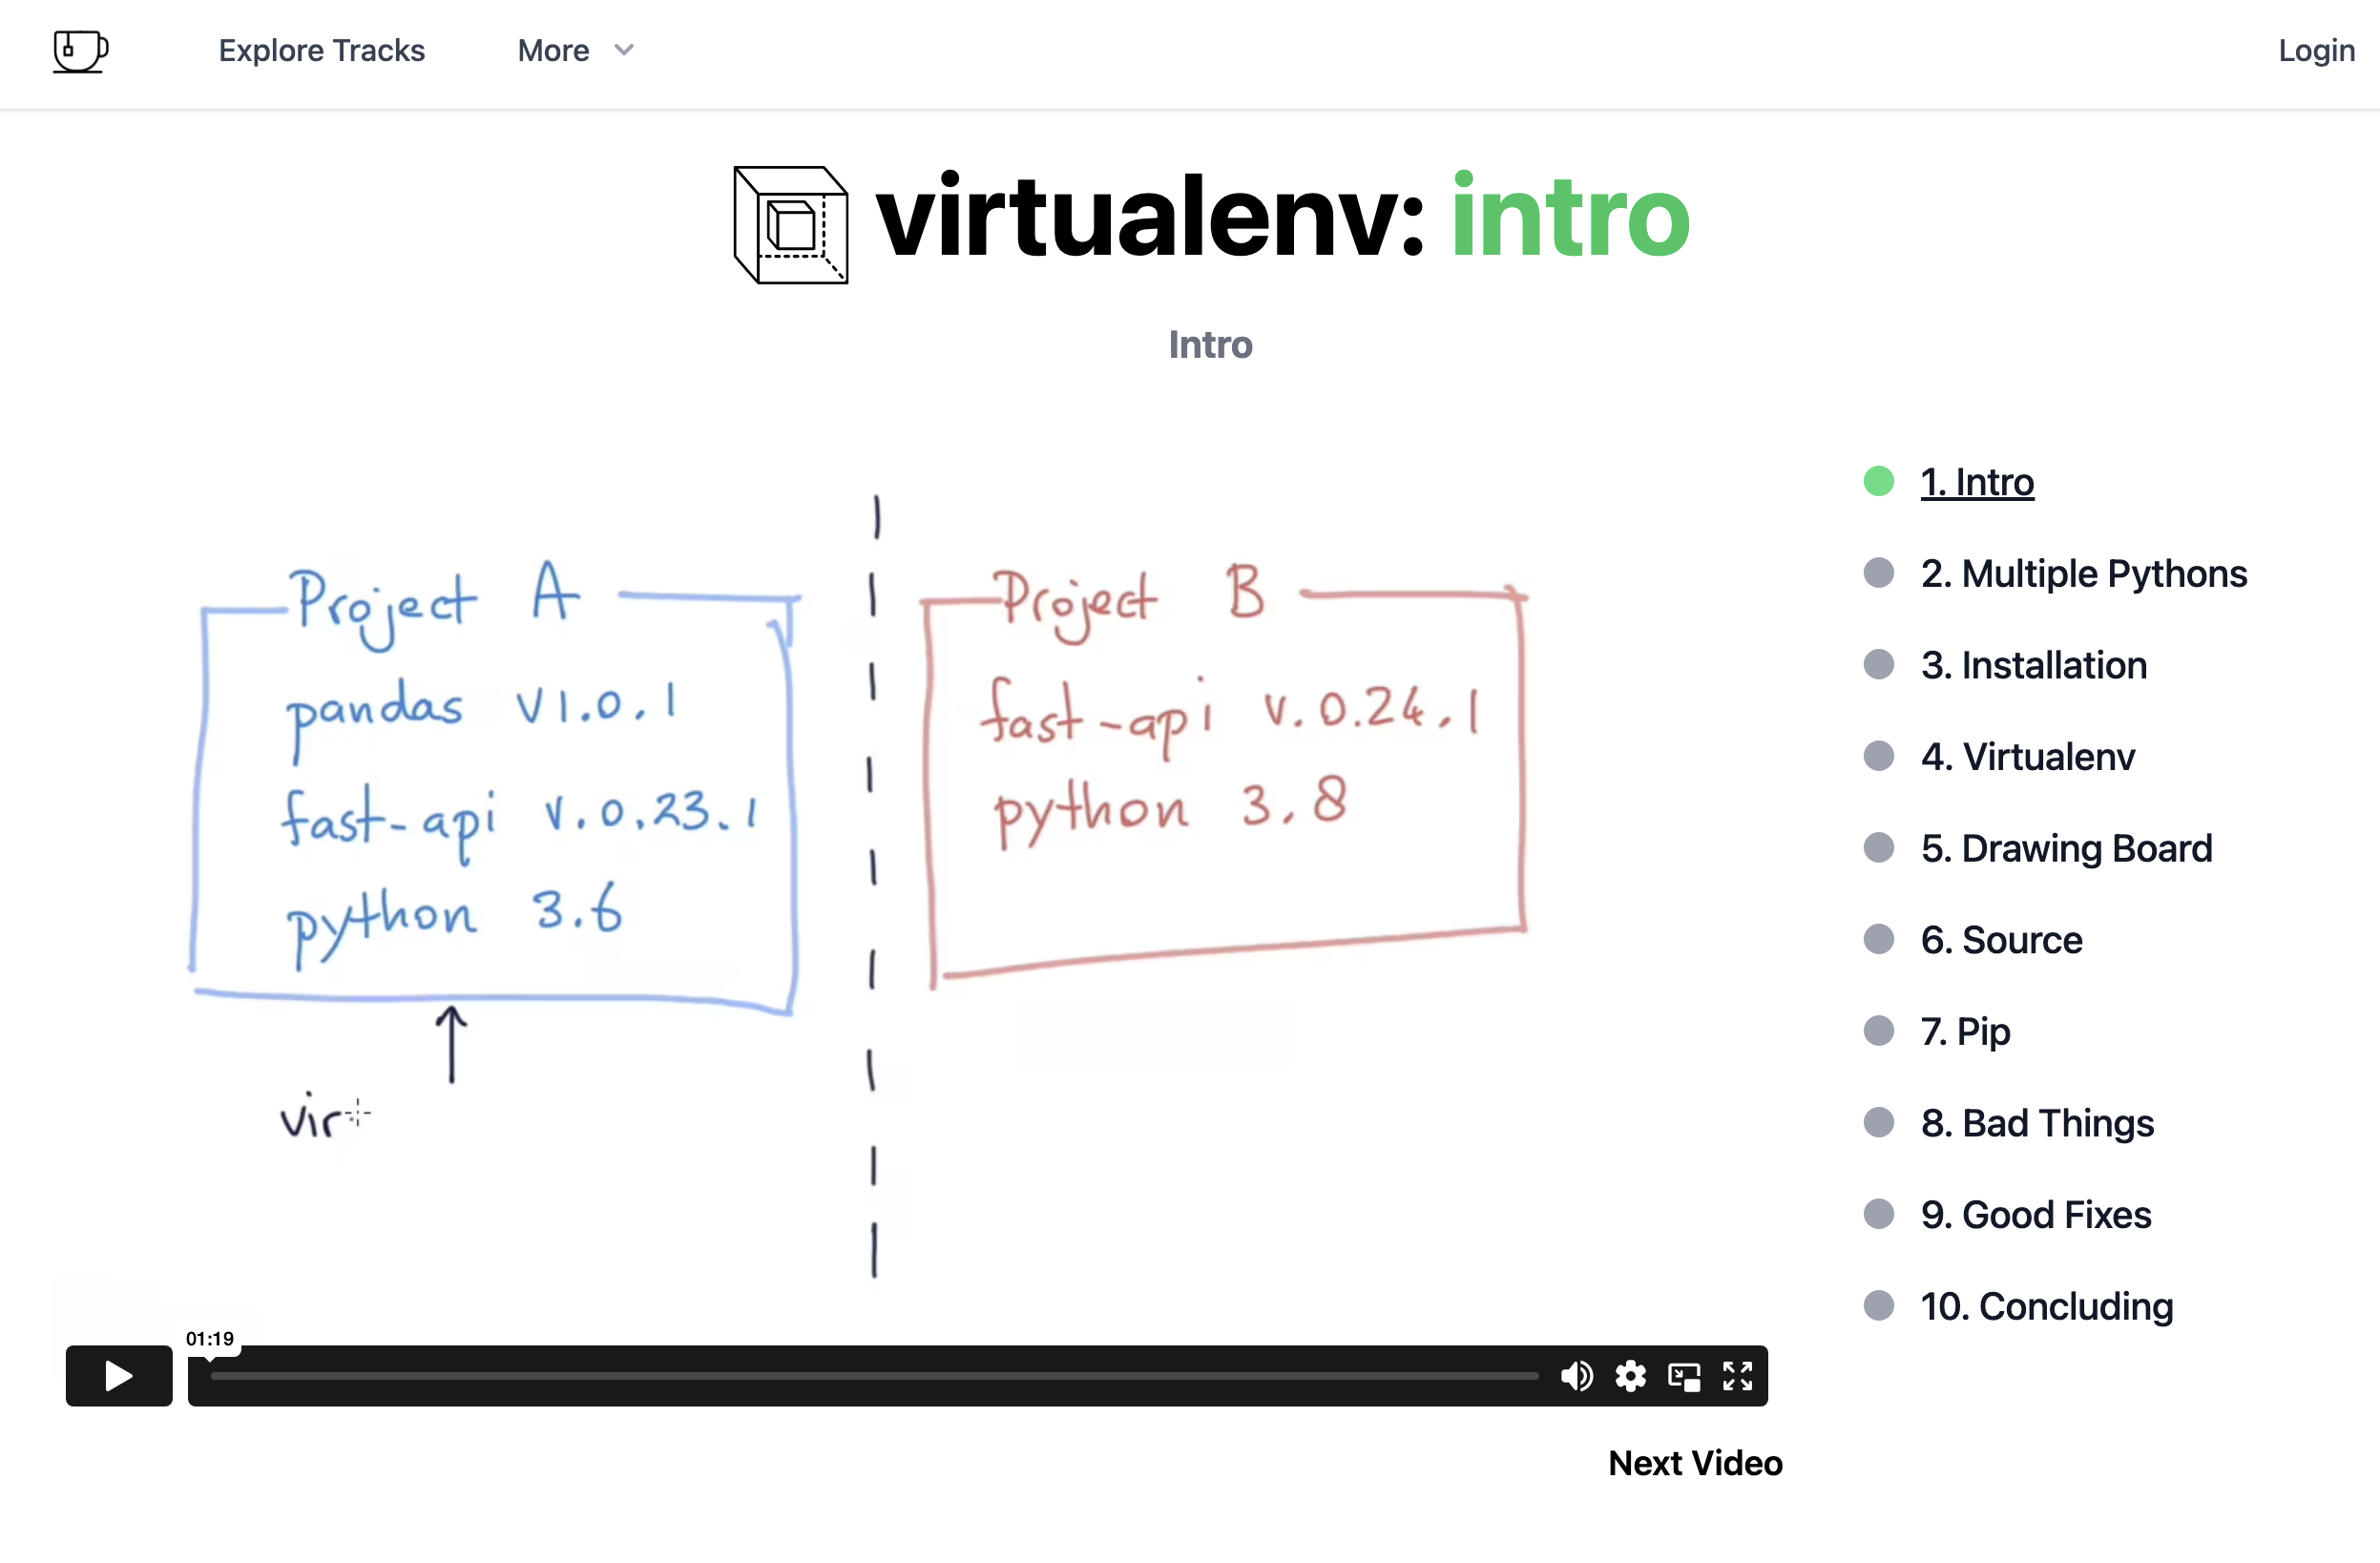 Explore Tracks
More
Login
virtualenv: intro
Intro
Project A
pandas v1.0.1
fast-api v.0.23.1
python 3.6
vir
Project B
fast-api v.0.24.1
python 3.8
1. Intro
2. Multiple Pythons
3. Installation
4. Virtualenv
5. Drawing Board
6. Source
7. Pip
8. Bad Things
9. Good Fixes
10. Concluding
01:19
Next Video